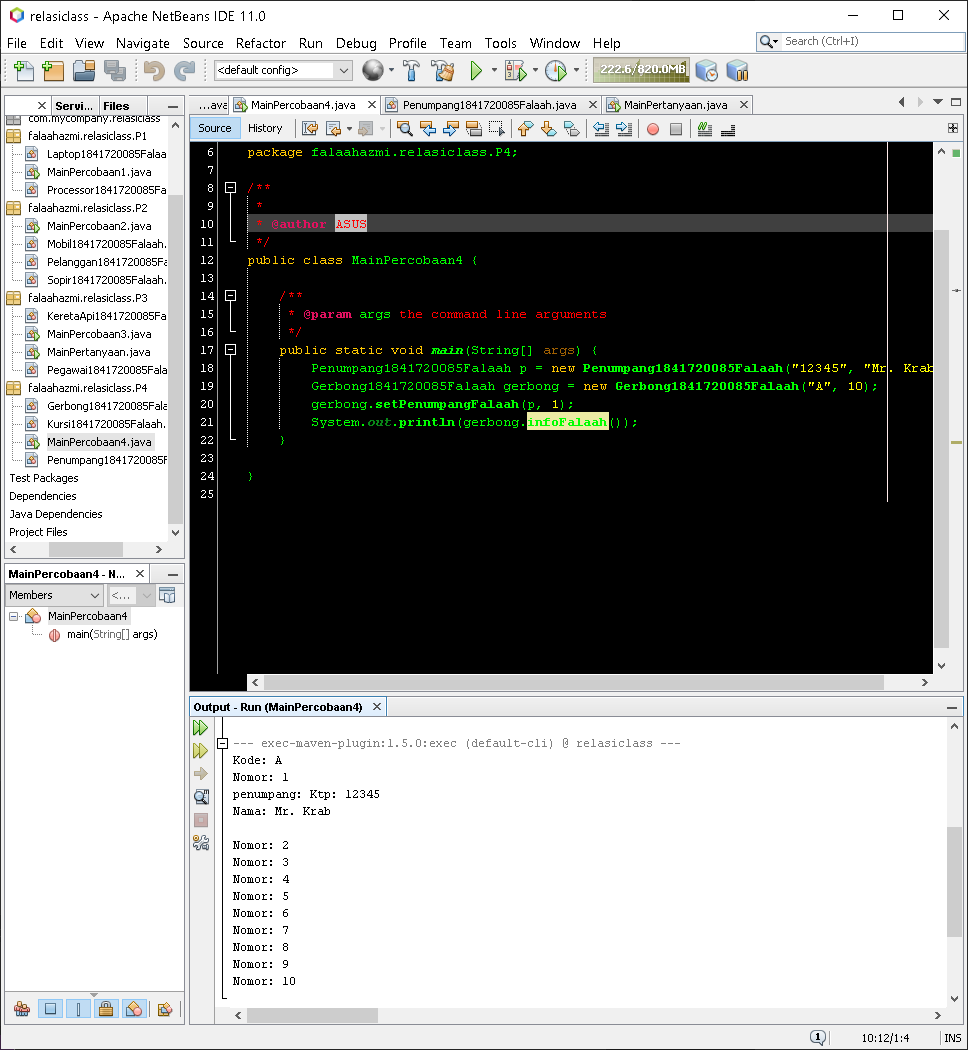 relasiclass - Apache NetBeans IDE 11.0
File Edit View Navigate Source Refactor Run Debug Profile Team Tools Window Help
Search (Ctrl+I)
<default config>
222.6/820.0MB
Servi... Files
com.mycompany.relasiclass
falaahazmi.relasiclass.P1
Laptop1841720085Falaa
MainPercobaan1.java
Processor1841720085Fa
falaahazmi.relasiclass.P2
MainPercobaan2.java
Mobil1841720085Falaah.
Pelanggan1841720085Fa
Sopir1841720085Falaah.
falaahazmi.relasiclass.P3
KeretaApi1841720085Fa
MainPercobaan3.java
MainPertanyaan.java
Pegawai1841720085Falaa
falaahazmi.relasiclass.P4
Gerbong1841720085Fala
Kursi1841720085Falaah.
MainPercobaan4.java
Penumpang1841720085F
Test Packages
Dependencies
Java Dependencies
Project Files
MainPercobaan4 - N...
Members <...
MainPercobaan4
main(String[] args)
...ava MainPercobaan4.java Penumpang1841720085Falaah.java MainPertanyaan.java
Source History
6 package falaahazmi.relasiclass.P4;
7
8 /**
9 *
10 * @author ASUS
11 */
12 public class MainPercobaan4 {
13
14 /**
15 * @param args the command line arguments
16 */
17 public static void main(String[] args) {
18 Penumpang1841720085Falaah p = new Penumpang1841720085Falaah("12345", "Mr. Krab
19 Gerbong1841720085Falaah gerbong = new Gerbong1841720085Falaah("A", 10);
20 gerbong.setPenumpangFalaah(p, 1);
21 System.out.println(gerbong.infoFalaah());
22 }
23
24 }
25
Output - Run (MainPercobaan4)
--- exec-maven-plugin:1.5.0:exec (default-cli) @ relasiclass ---
Kode: A
Nomor: 1
penumpang: Ktp: 12345
Nama: Mr. Krab
Nomor: 2
Nomor: 3
Nomor: 4
Nomor: 5
Nomor: 6
Nomor: 7
Nomor: 8
Nomor: 9
Nomor: 10
1 10:12/1:4 INS